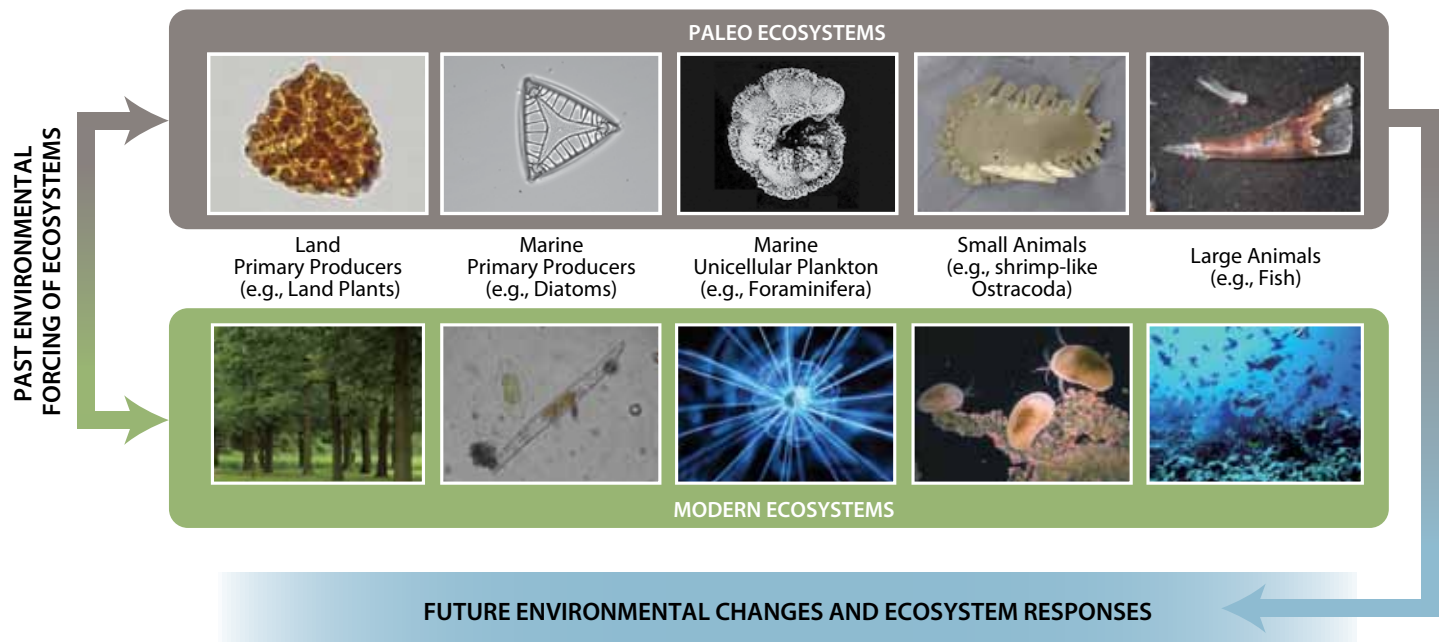 PALEO ECOSYSTEMS
PAST ENVIRONMENTAL
FORCING OF ECOSYSTEMS
Land
Primary Producers
(e.g., Land Plants)
Marine
Primary Producers
(e.g., Diatoms)
Marine
Unicellular Plankton
(e.g., Foraminifera)
Small Animals
(e.g., shrimp-like
Ostracoda)
Large Animals
(e.g., Fish)
MODERN ECOSYSTEMS
FUTURE ENVIRONMENTAL CHANGES AND ECOSYSTEM RESPONSES